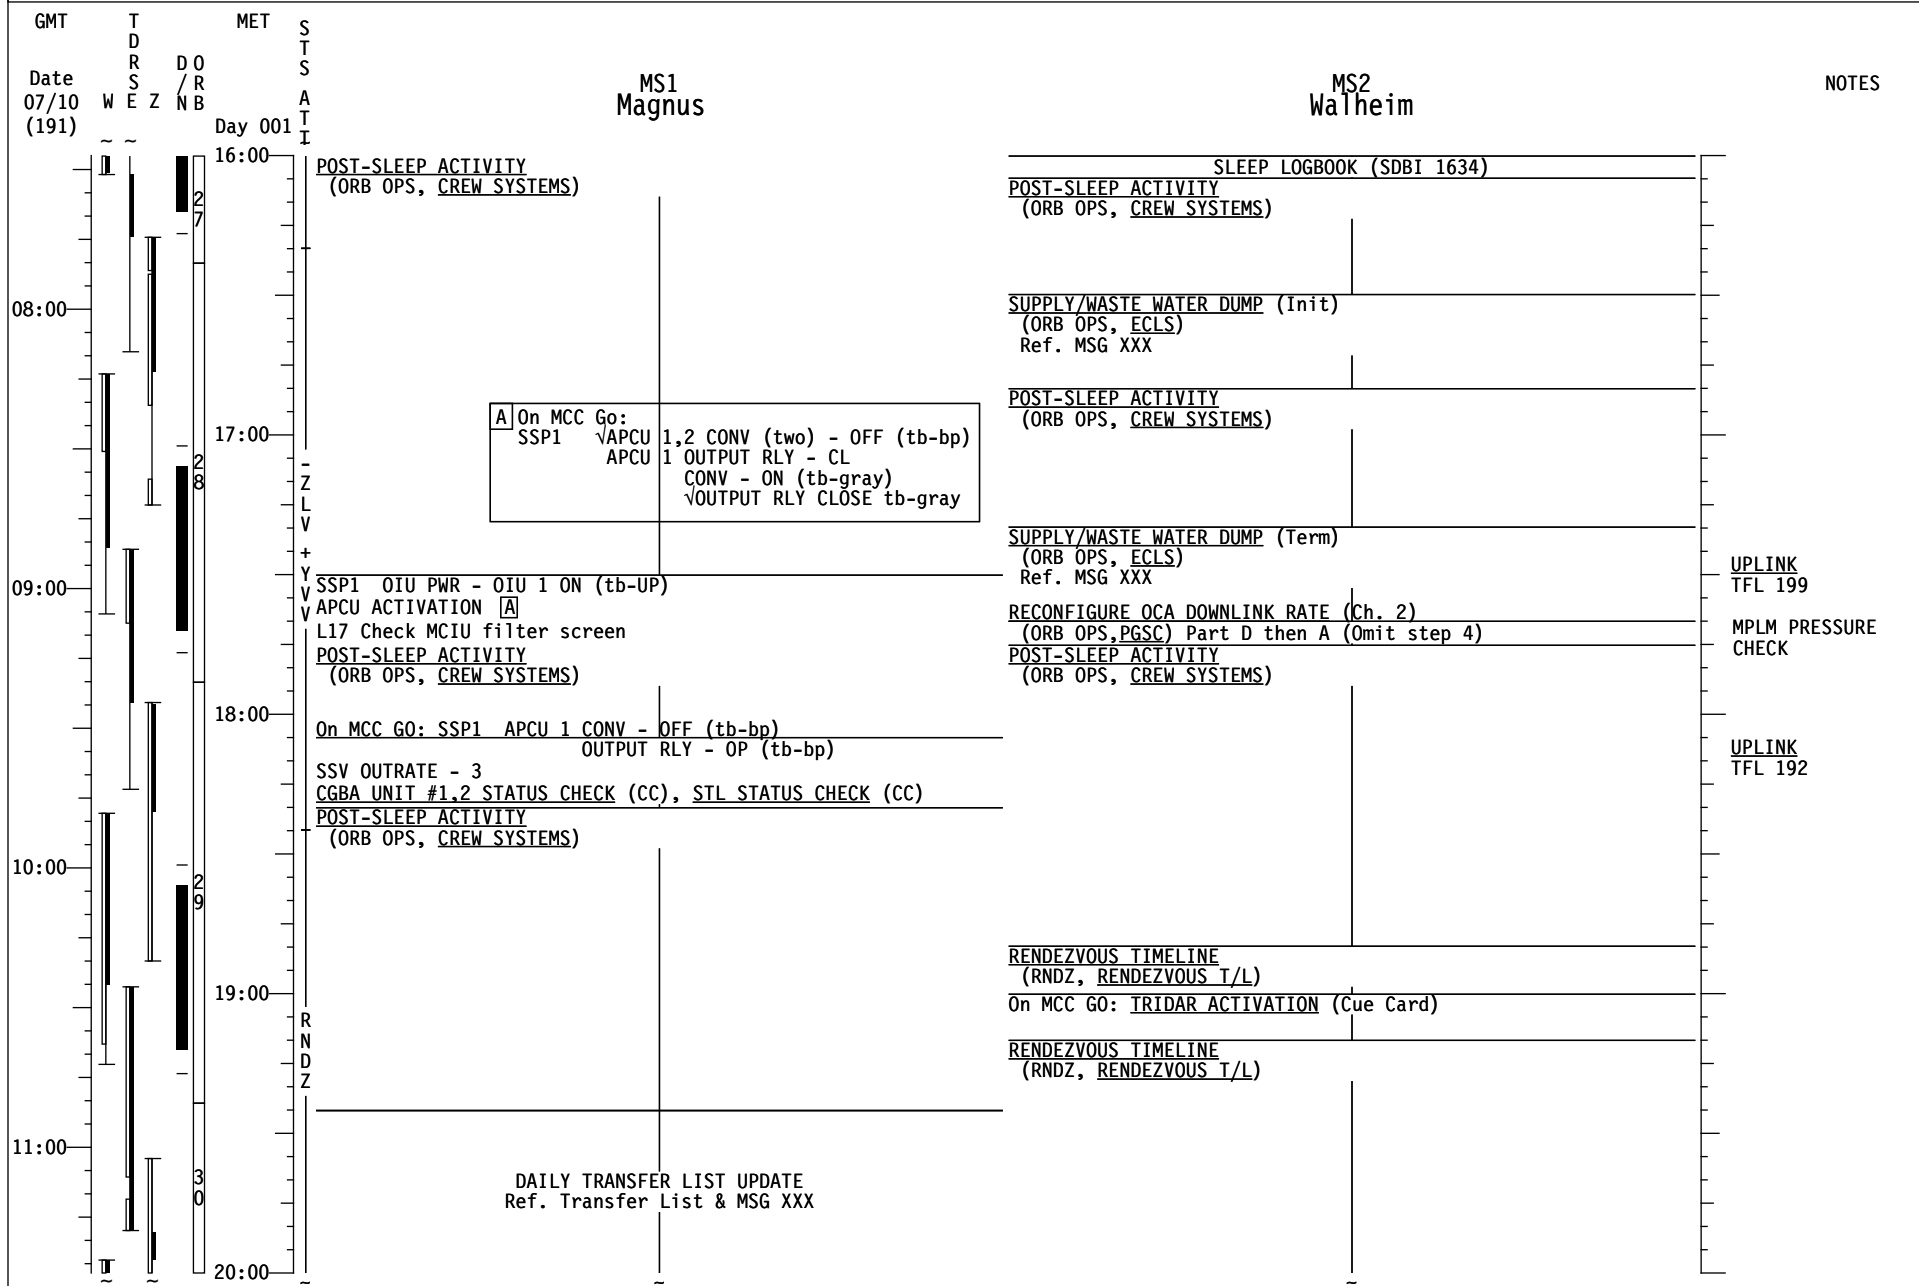 GMT
TDRSE
MET
STS ATT
D/N
ORB
Date
07/10
(191)
W E Z
Day 001
MS1
Magnus
MS2
Walheim
NOTES
~ ~
16:00
POST-SLEEP ACTIVITY
(ORB OPS, CREW SYSTEMS)
SLEEP LOGBOOK (SDBI 1634)
POST-SLEEP ACTIVITY
(ORB OPS, CREW SYSTEMS)
27
08:00
SUPPLY/WASTE WATER DUMP (Init)
(ORB OPS, ECLS)
Ref. MSG XXX
POST-SLEEP ACTIVITY
(ORB OPS, CREW SYSTEMS)
A On MCC Go:
SSP1 √APCU 1,2 CONV (two) - OFF (tb-bp)
APCU 1 OUTPUT RLY - CL
CONV - ON (tb-gray)
√OUTPUT RLY CLOSE tb-gray
17:00
28
-ZLV +YVV
SUPPLY/WASTE WATER DUMP (Term)
(ORB OPS, ECLS)
Ref. MSG XXX
09:00
SSP1 OIU PWR - OIU 1 ON (tb-UP)
APCU ACTIVATION A
L17 Check MCIU filter screen
POST-SLEEP ACTIVITY
(ORB OPS, CREW SYSTEMS)
RECONFIGURE OCA DOWNLINK RATE (Ch. 2)
(ORB OPS,PGSC) Part D then A (Omit step 4)
POST-SLEEP ACTIVITY
(ORB OPS, CREW SYSTEMS)
UPLINK
TFL 199
MPLM PRESSURE
CHECK
18:00
On MCC GO: SSP1 APCU 1 CONV - OFF (tb-bp)
OUTPUT RLY - OP (tb-bp)
SSV OUTRATE - 3
CGBA UNIT #1,2 STATUS CHECK (CC), STL STATUS CHECK (CC)
POST-SLEEP ACTIVITY
(ORB OPS, CREW SYSTEMS)
UPLINK
TFL 192
10:00
29
RENDEZVOUS TIMELINE
(RNDZ, RENDEZVOUS T/L)
19:00
On MCC GO: TRIDAR ACTIVATION (Cue Card)
RNDZ
RENDEZVOUS TIMELINE
(RNDZ, RENDEZVOUS T/L)
11:00
30
DAILY TRANSFER LIST UPDATE
Ref. Transfer List & MSG XXX
20:00
~ ~ ~ ~ ~